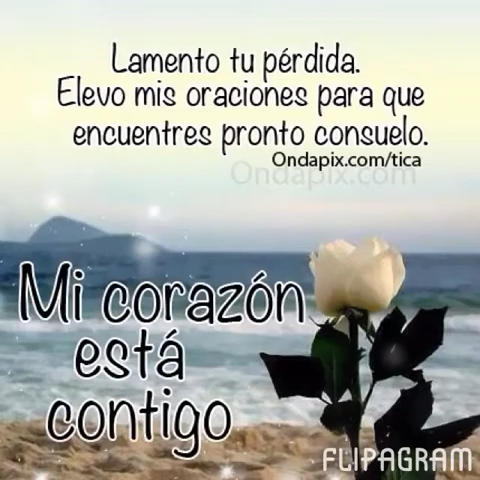 Lamento tu pérdida.
Elevo mis oraciones para que
encuentres pronto consuelo.
Ondapix.com/tica
Ondapix.com
Mi corazón
está
contigo
FLIPAGRAM